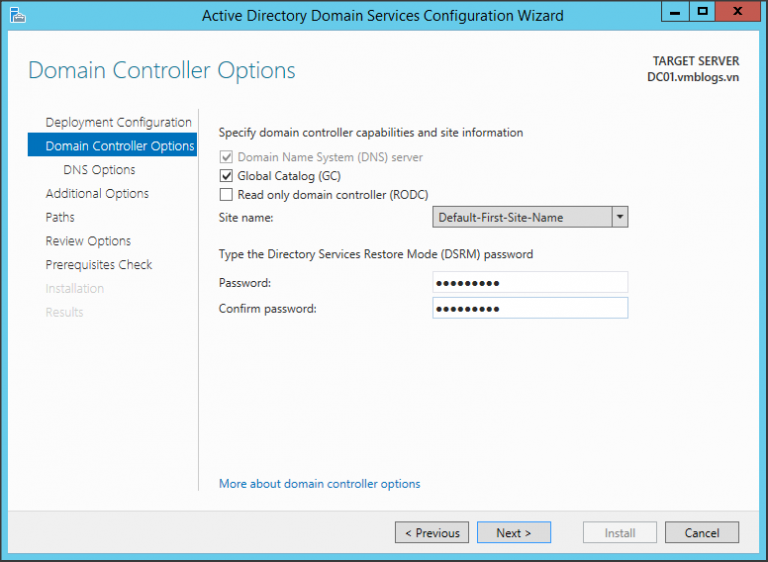 Active Directory Domain Services Configuration Wizard
Domain Controller Options
TARGET SERVER
DC01.vmblogs.vn
Deployment Configuration
Domain Controller Options
DNS Options
Additional Options
Paths
Review Options
Prerequisites Check
Installation
Results
Specify domain controller capabilities and site information
Domain Name System (DNS) server
Global Catalog (GC)
Read only domain controller (RODC)
Site name: Default-First-Site-Name
Type the Directory Services Restore Mode (DSRM) password
Password: •••••••••
Confirm password: •••••••••
More about domain controller options
< Previous Next > Install Cancel